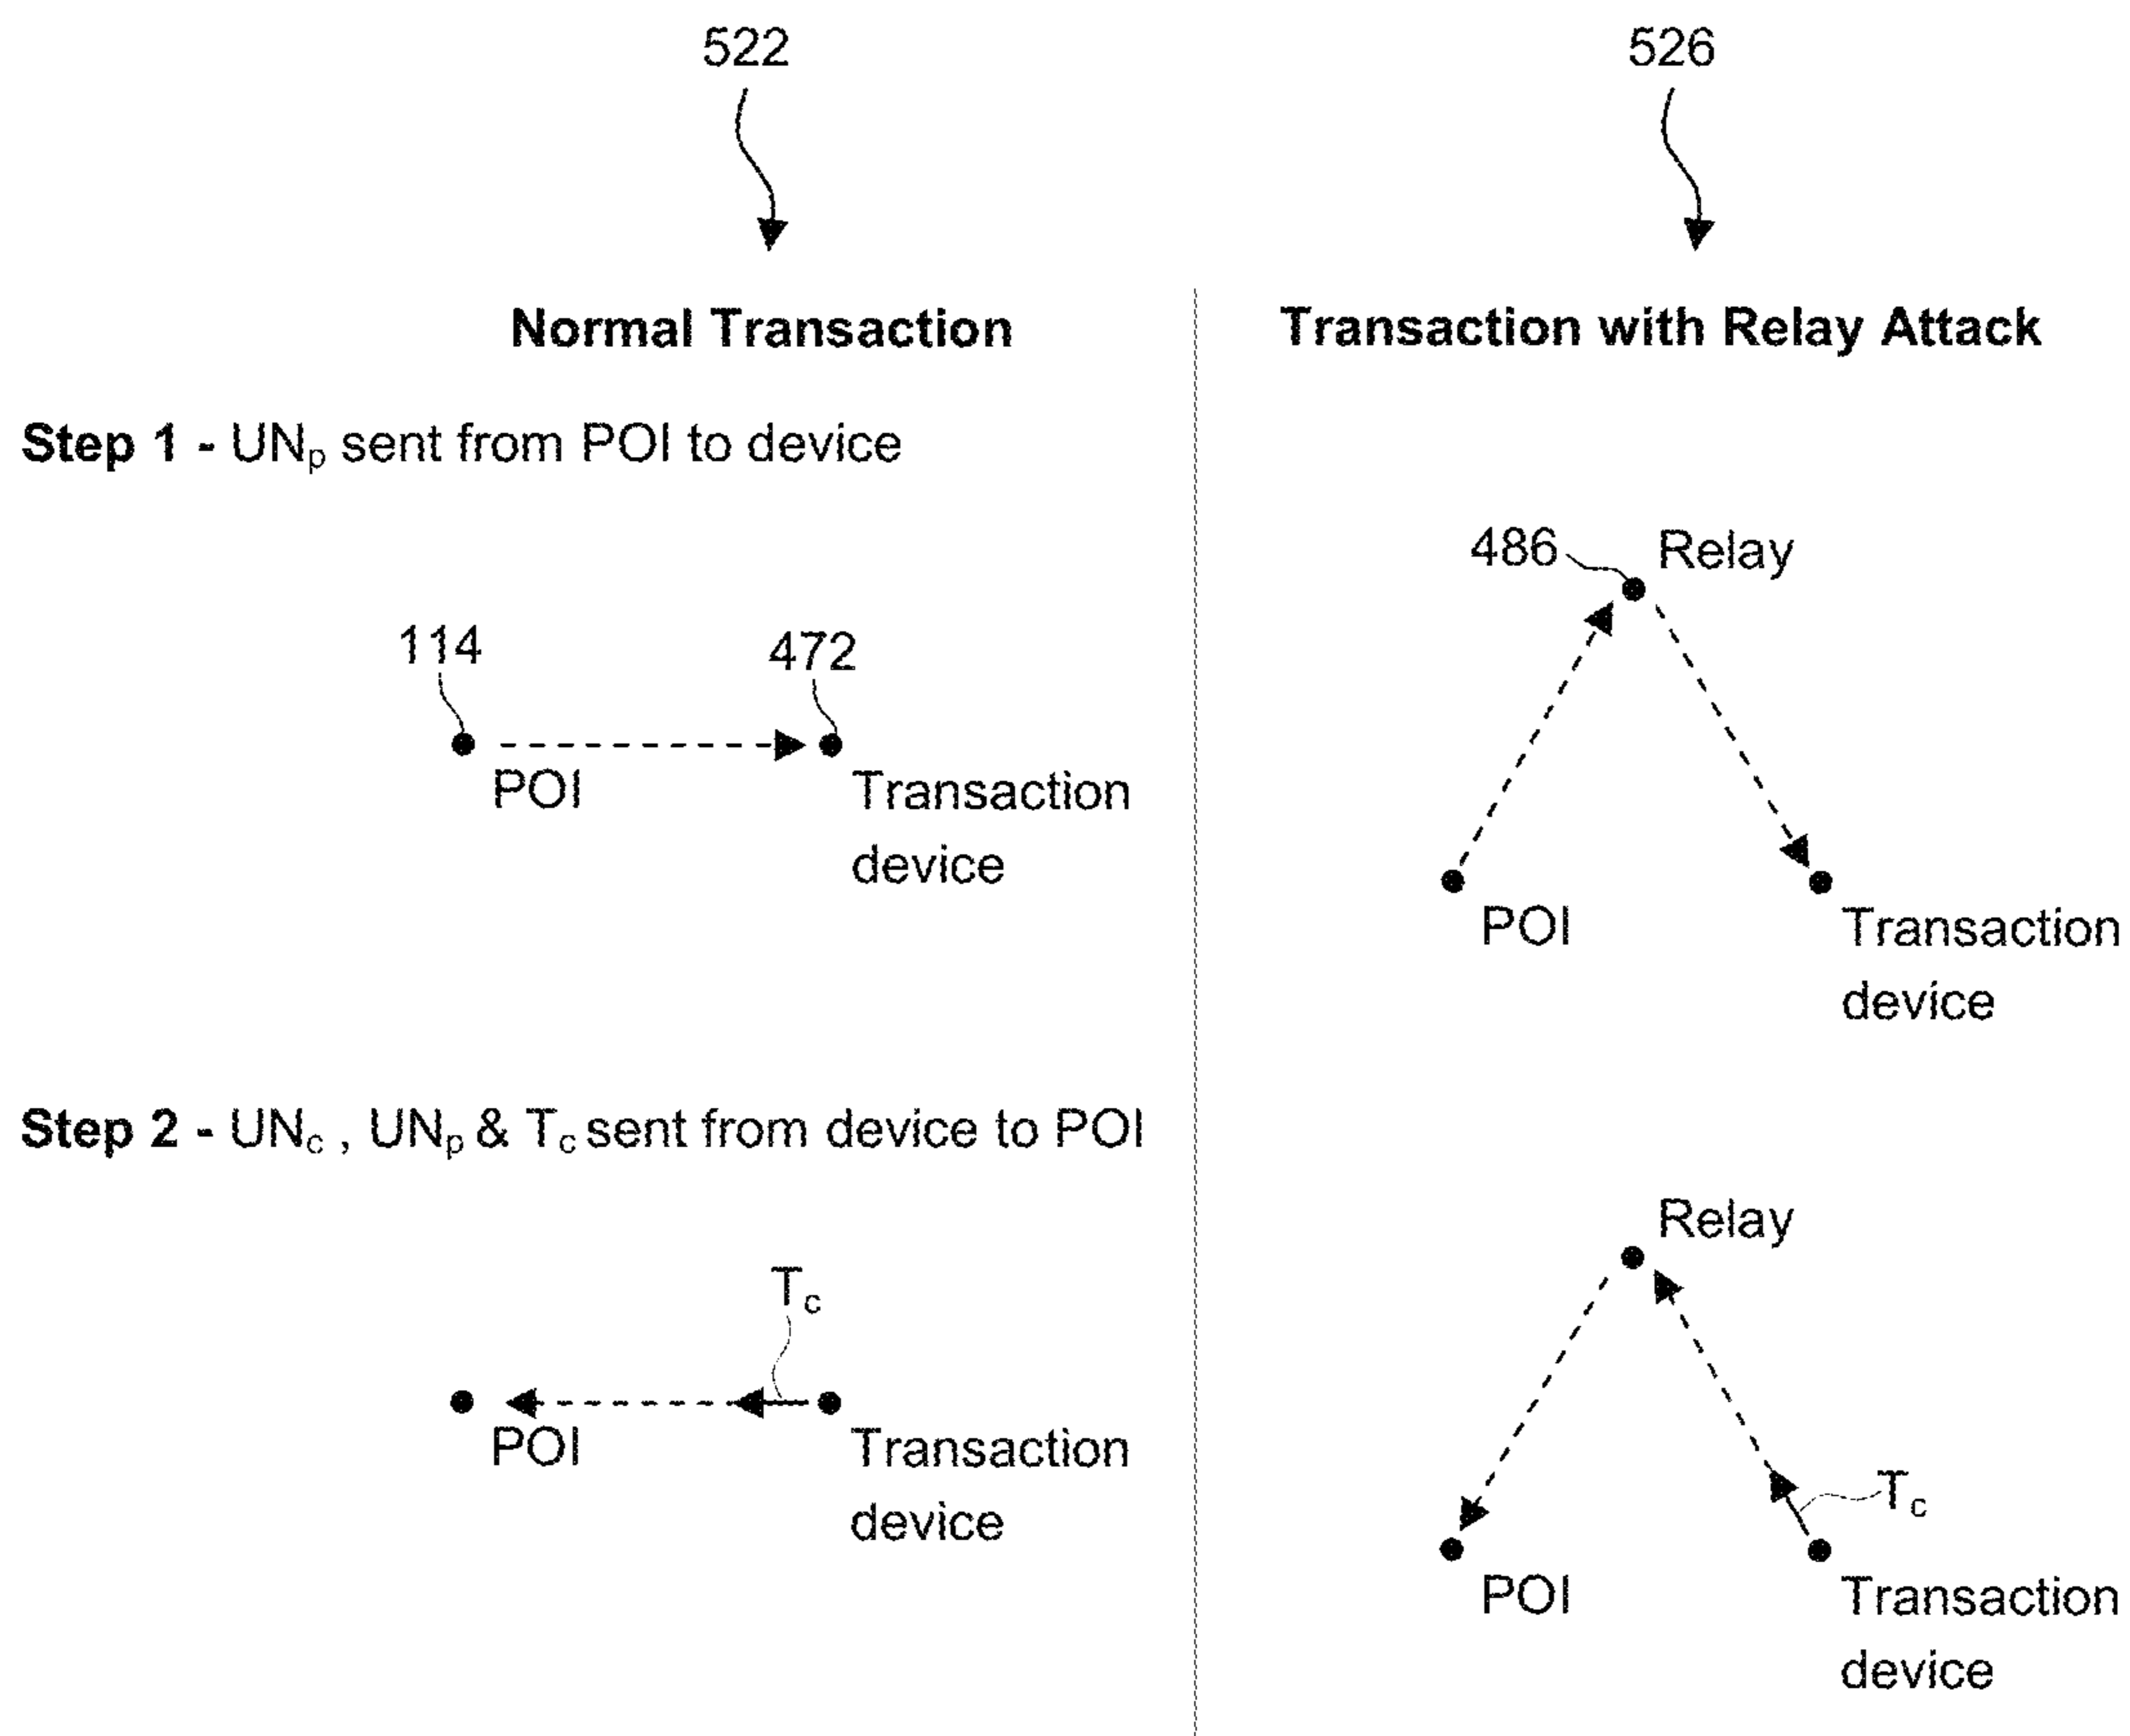 522
526
Normal Transaction
Transaction with Relay Attack
Step 1 - UNp sent from POI to device
486
Relay
114
472
POI
Transaction
device
POI
Transaction
device
Step 2 - UNc , UNp & Tc sent from device to POI
Relay
Tc
POI
Transaction
device
Tc
POI
Transaction
device